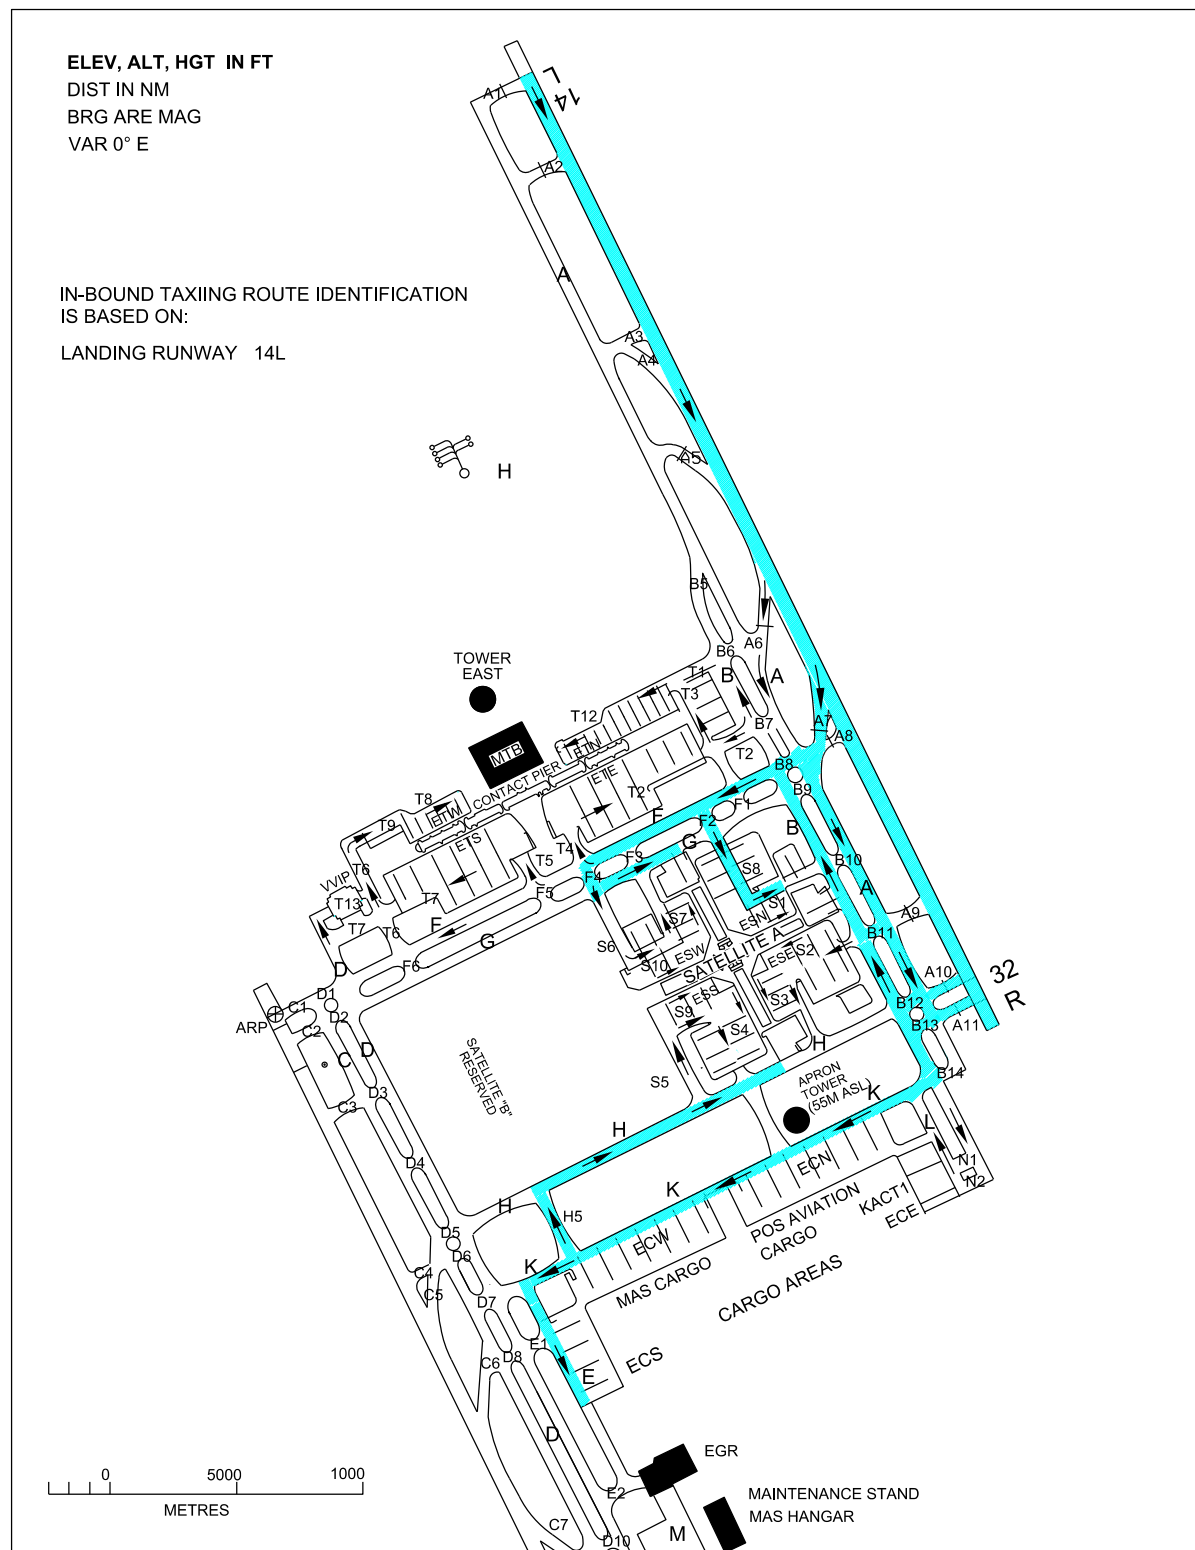 ELEV, ALT, HGT IN FT
DIST IN NM
BRG ARE MAG
VAR 0° E
14
L
A1
A2
A
IN-BOUND TAXIING ROUTE IDENTIFICATION
IS BASED ON:
LANDING RUNWAY 14L
A3
A4
A5
H
B5
A6
B6
TOWER
EAST
T1
B
A
T3
T12
B7
A7
A8
ETN
T2
B8
MTB
CONTACT PIER
ETE
B9
T8
T2
F1
ETW
F
F2
B
T9
ETS
T4
G
F3
B10
T6
T5
S8
VVIP
F4
A
T13
T7
F5
S1
A9
F
S7
ESN
T7
T6
G
S6
SATELLITE A
B11
S10
ESW
S2
ESE
D
F6
A10
32
R
C1
D1
ESS
S3
B12
ARP
C2
D2
S9
B13
A11
S4
H
C
D
SATELLITE "B"
RESERVED
S5
APRON
TOWER
(55M ASL)
B14
D3
C3
K
H
L
D4
ECN
N1
N2
K
H
H5
KACT1
ECE
D5
POS AVIATION
CARGO
D6
ECW
C4
K
MAS CARGO
CARGO AREAS
C5
D7
E1
C6
D8
ECS
E
D
EGR
0
5000
1000
METRES
E2
MAINTENANCE STAND
MAS HANGAR
C7
D10
M